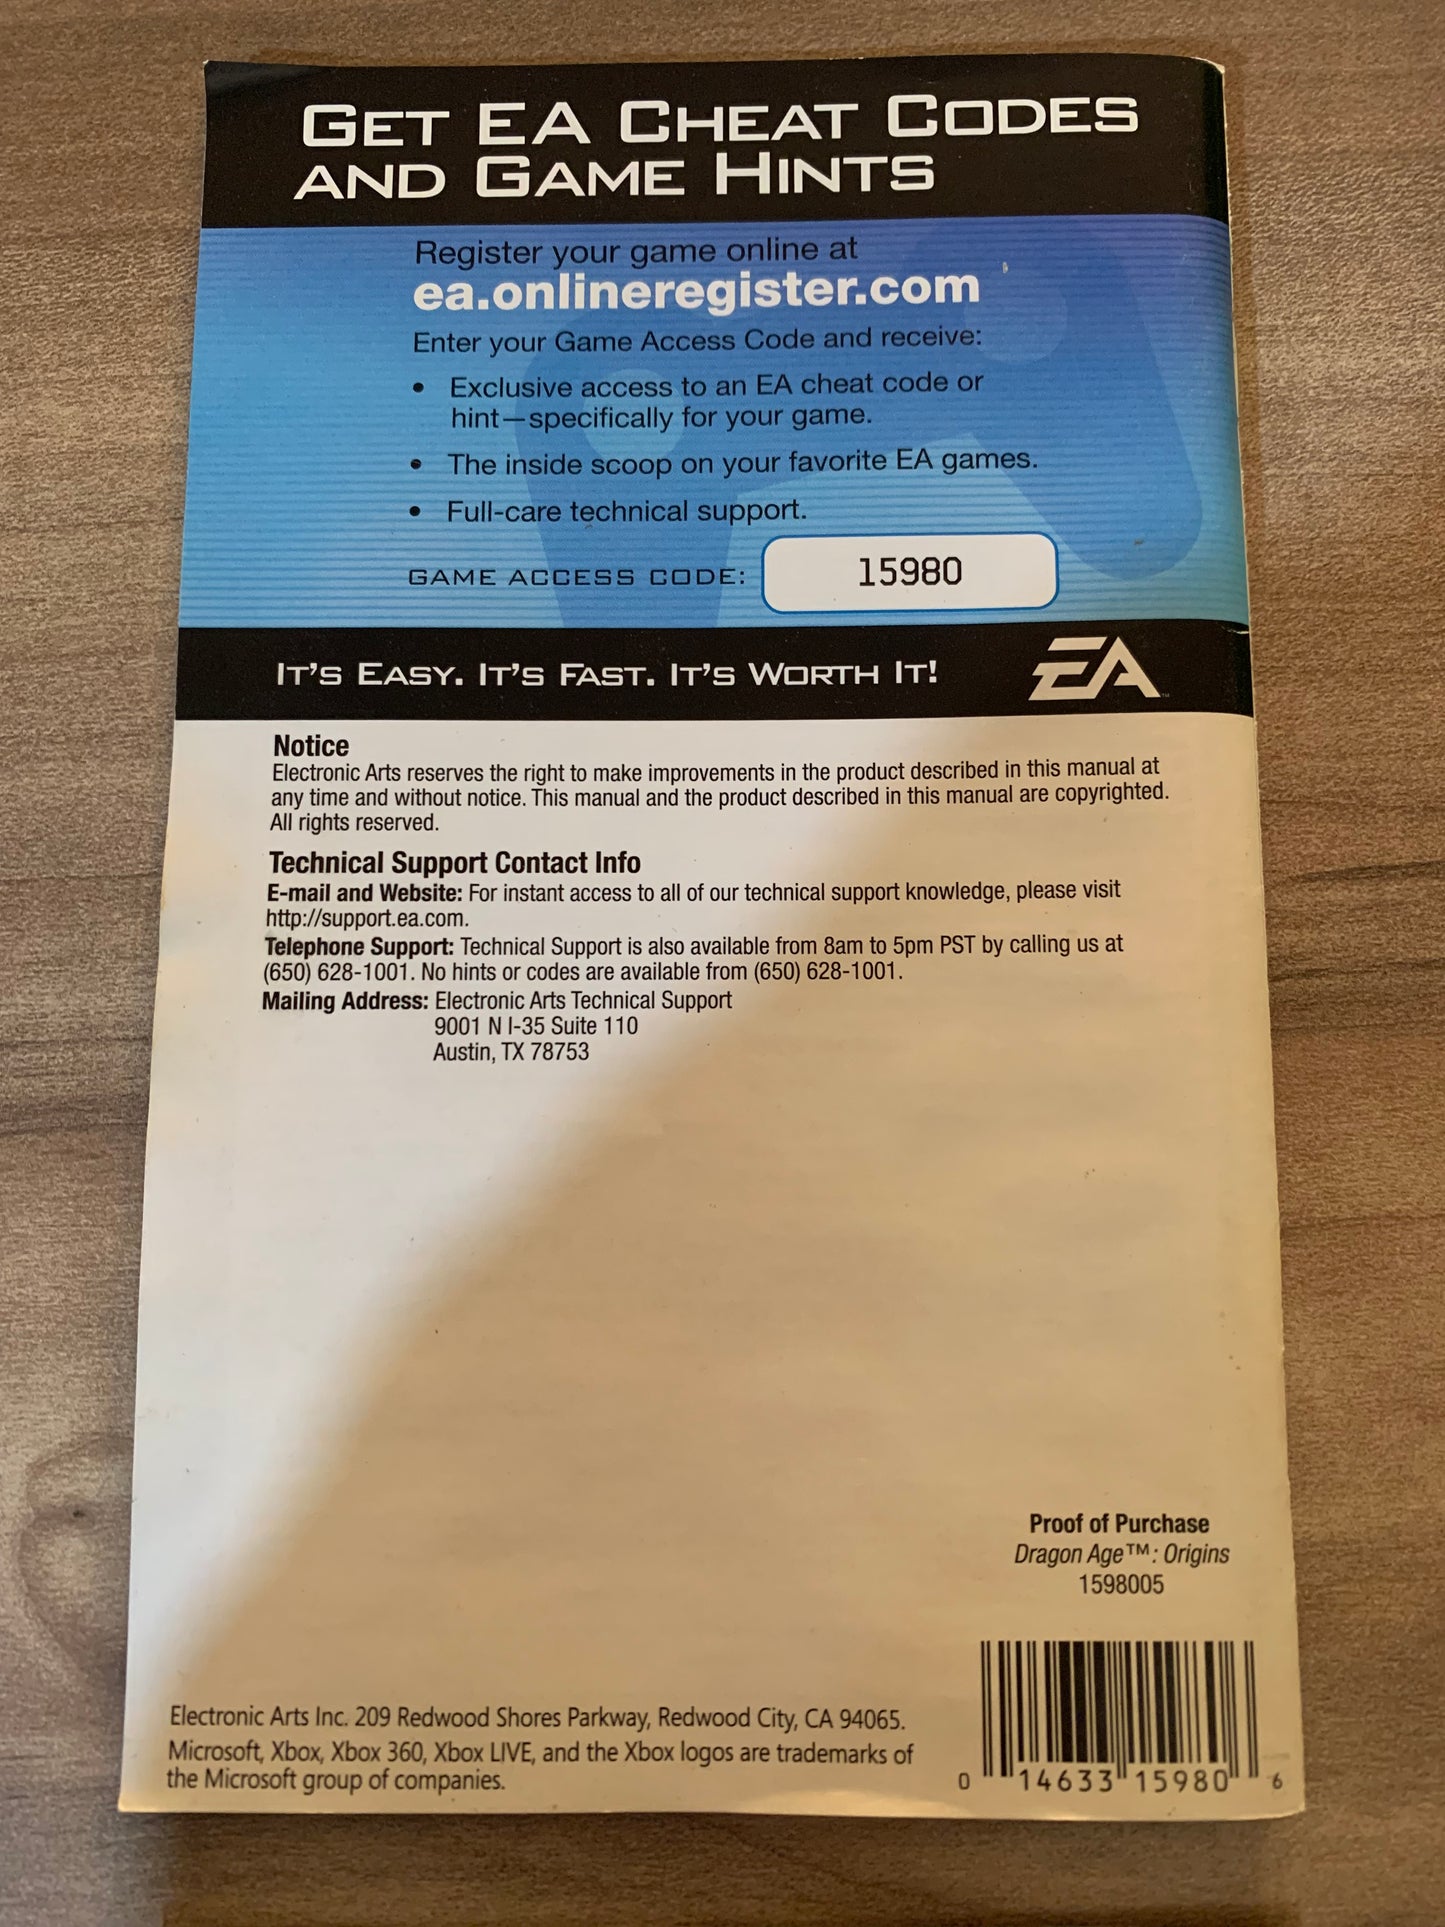 GET EA CHEAT CODES
AND GAME HINTS
Register your game online at
ea.onlineregister.com
Enter your Game Access Code and receive:
• Exclusive access to an EA cheat code or
hint—specifically for your game.
• The inside scoop on your favorite EA games.
• Full-care technical support.
GAME ACCESS CODE: 15980
IT'S EASY. IT'S FAST. IT'S WORTH IT! EA™
Notice
Electronic Arts reserves the right to make improvements in the product described in this manual at
any time and without notice. This manual and the product described in this manual are copyrighted.
All rights reserved.
Technical Support Contact Info
E-mail and Website: For instant access to all of our technical support knowledge, please visit
http://support.ea.com.
Telephone Support: Technical Support is also available from 8am to 5pm PST by calling us at
(650) 628-1001. No hints or codes are available from (650) 628-1001.
Mailing Address: Electronic Arts Technical Support
9001 N I-35 Suite 110
Austin, TX 78753
Proof of Purchase
Dragon Age™: Origins
1598005
Electronic Arts Inc. 209 Redwood Shores Parkway, Redwood City, CA 94065.
Microsoft, Xbox, Xbox 360, Xbox LIVE, and the Xbox logos are trademarks of
the Microsoft group of companies.
0 14633 15980 6